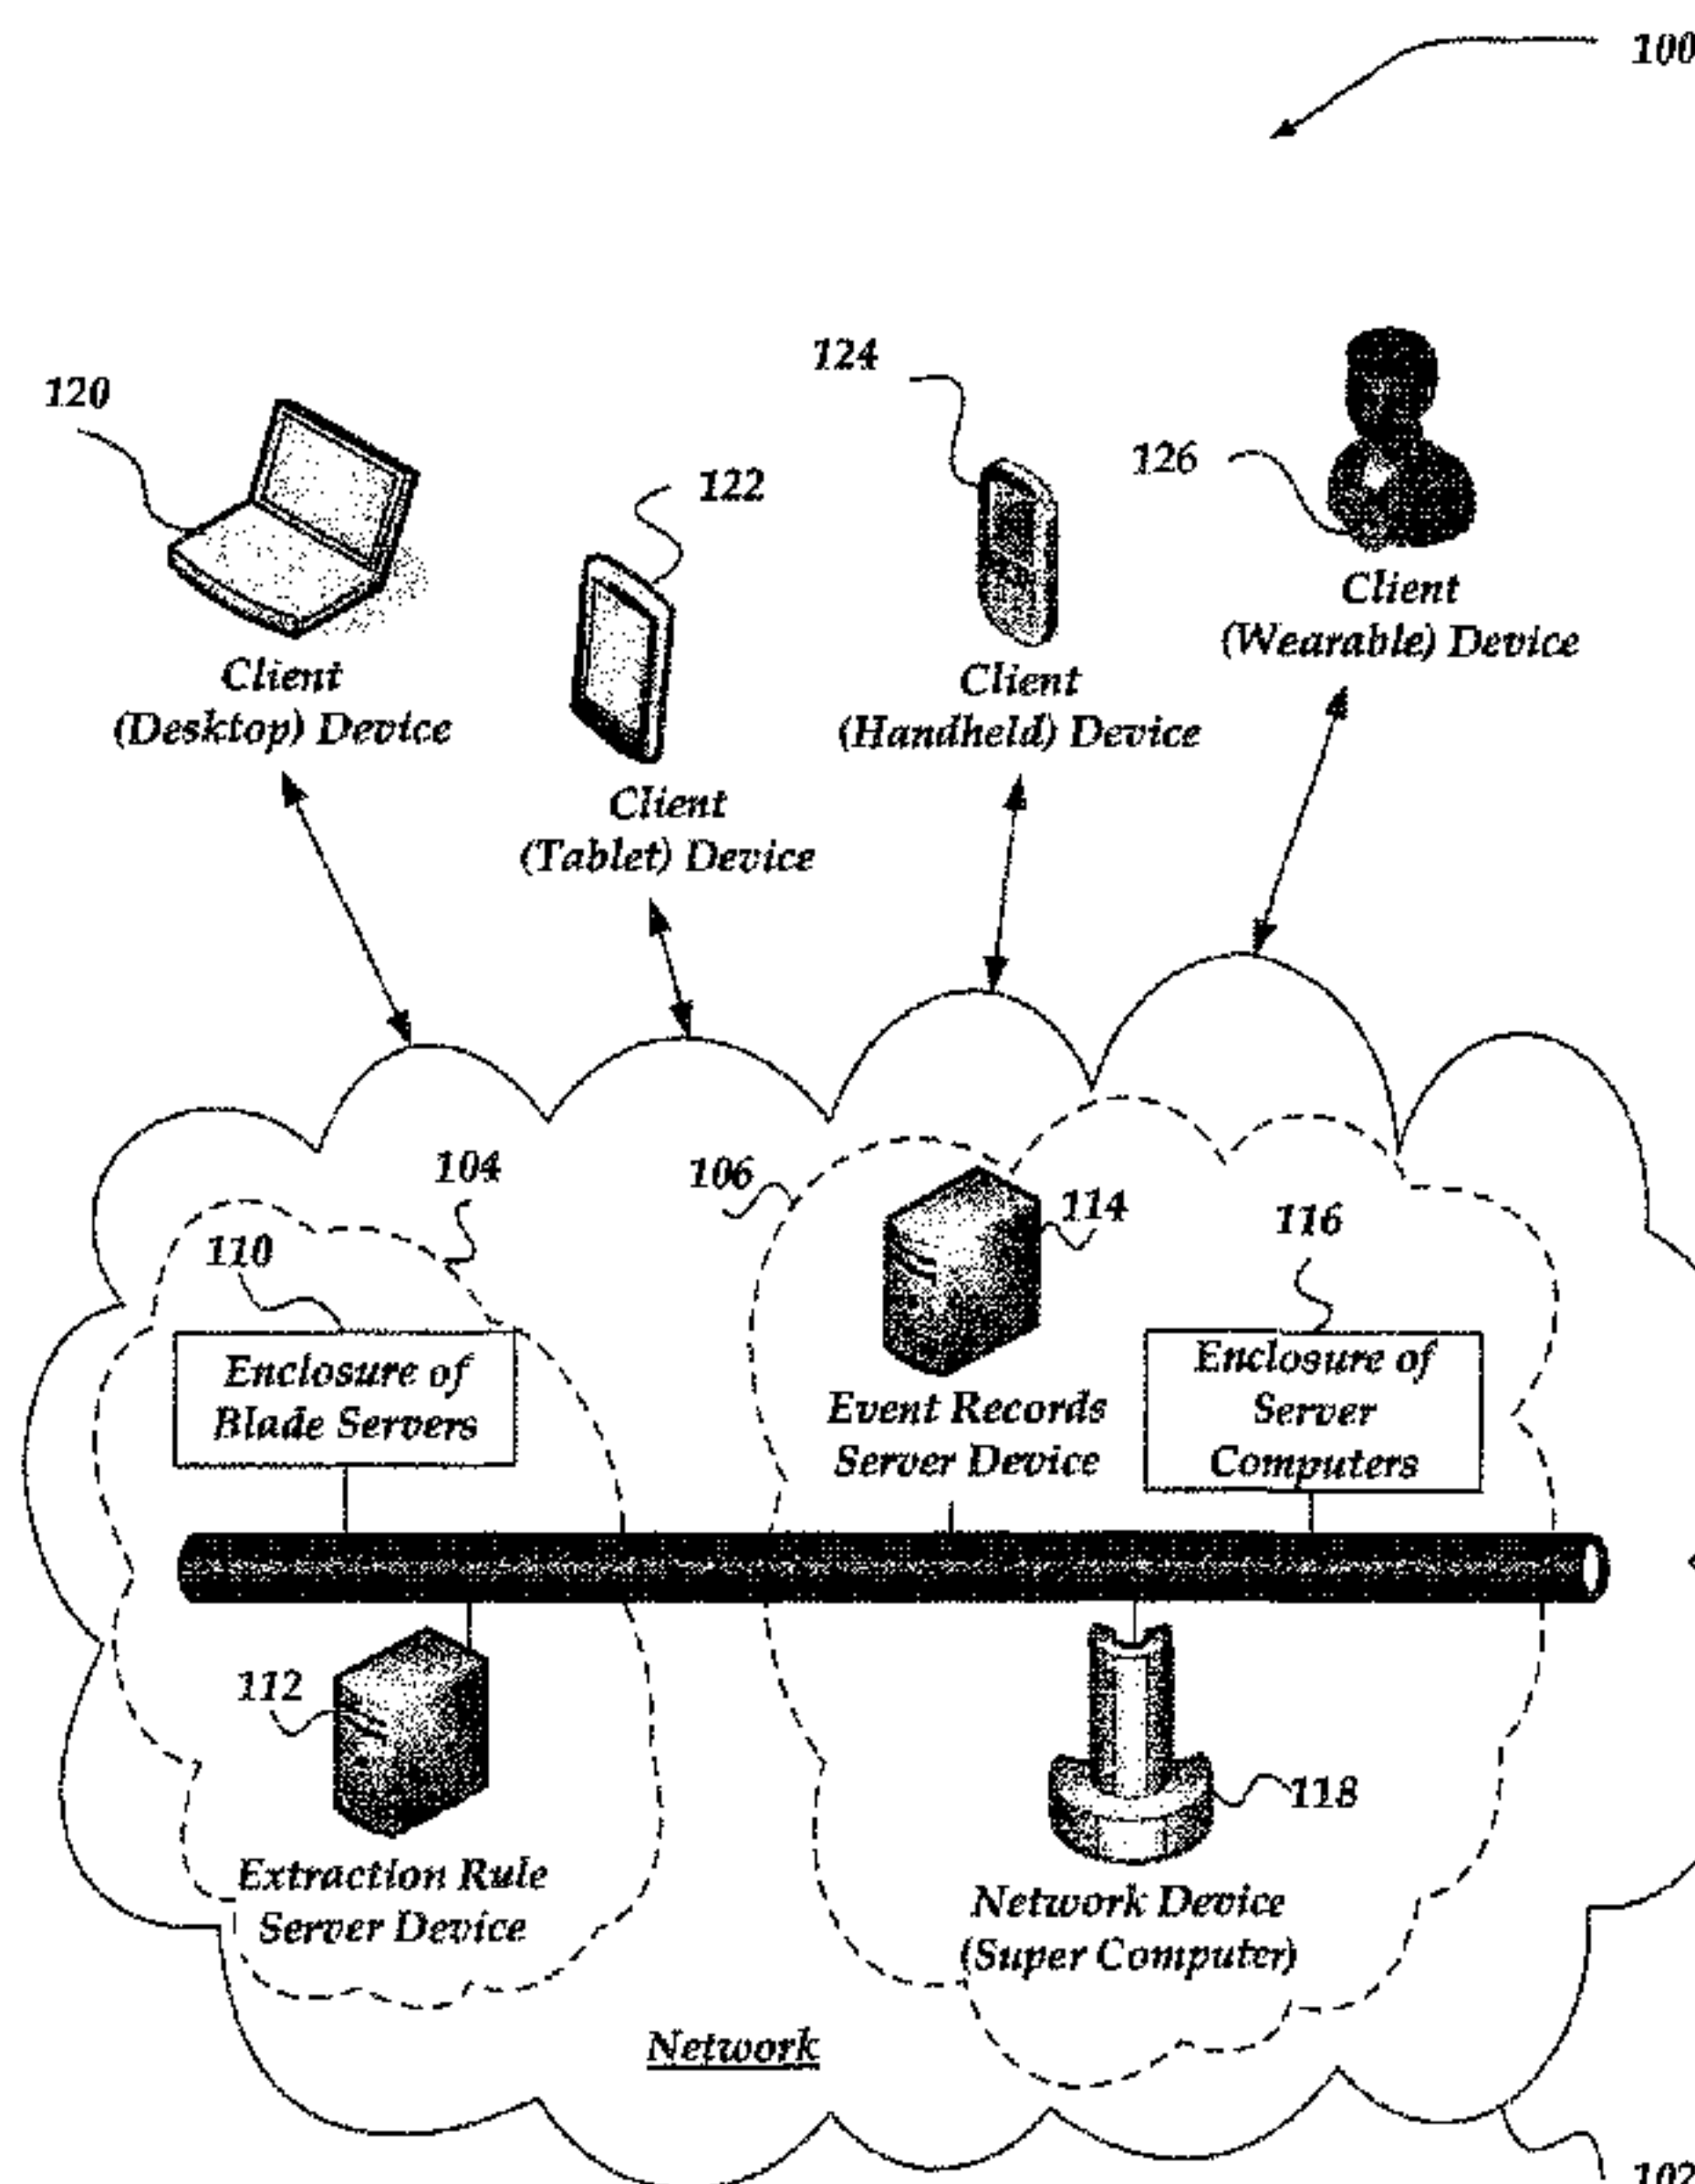 100
120
124
126
122
Client
(Wearable) Device
Client
(Desktop) Device
Client
(Handheld) Device
Client
(Tablet) Device
104
106
114
116
110
Enclosure of
Blade Servers
Enclosure of
Server
Computers
Event Records
Server Device
112
118
Extraction Rule
Server Device
Network Device
(Super Computer)
Network
102